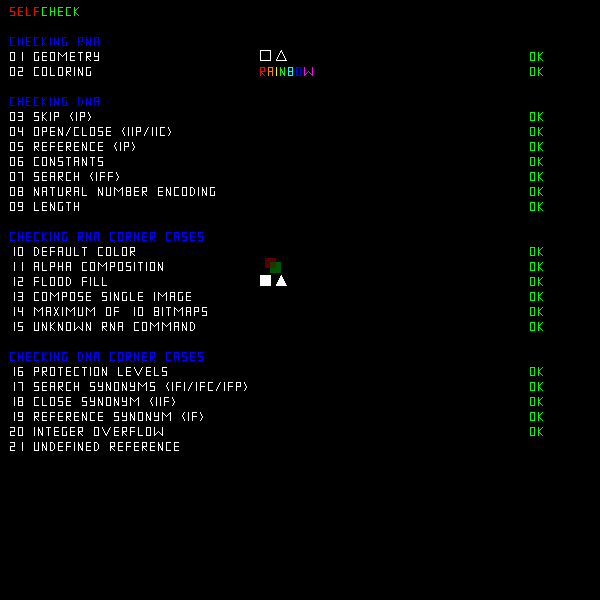 SELFCHECK
CHECKING RNA
01 GEOMETRY OK
02 COLORING RAINBOW OK
CHECKING DNA
03 SKIP (IP) OK
04 OPEN/CLOSE (IIP/IIC) OK
05 REFERENCE (IP) OK
06 CONSTANTS OK
07 SEARCH (IFF) OK
08 NATURAL NUMBER ENCODING OK
09 LENGTH OK
CHECKING RNA CORNER CASES
10 DEFAULT COLOR OK
11 ALPHA COMPOSITION OK
12 FLOOD FILL OK
13 COMPOSE SINGLE IMAGE OK
14 MAXIMUM OF 10 BITMAPS OK
15 UNKNOWN RNA COMMAND OK
CHECKING DNA CORNER CASES
16 PROTECTION LEVELS OK
17 SEARCH SYNONYMS (IFI/IFC/IFP) OK
18 CLOSE SYNONYM (IIF) OK
19 REFERENCE SYNONYM (IF) OK
20 INTEGER OVERFLOW OK
21 UNDEFINED REFERENCE